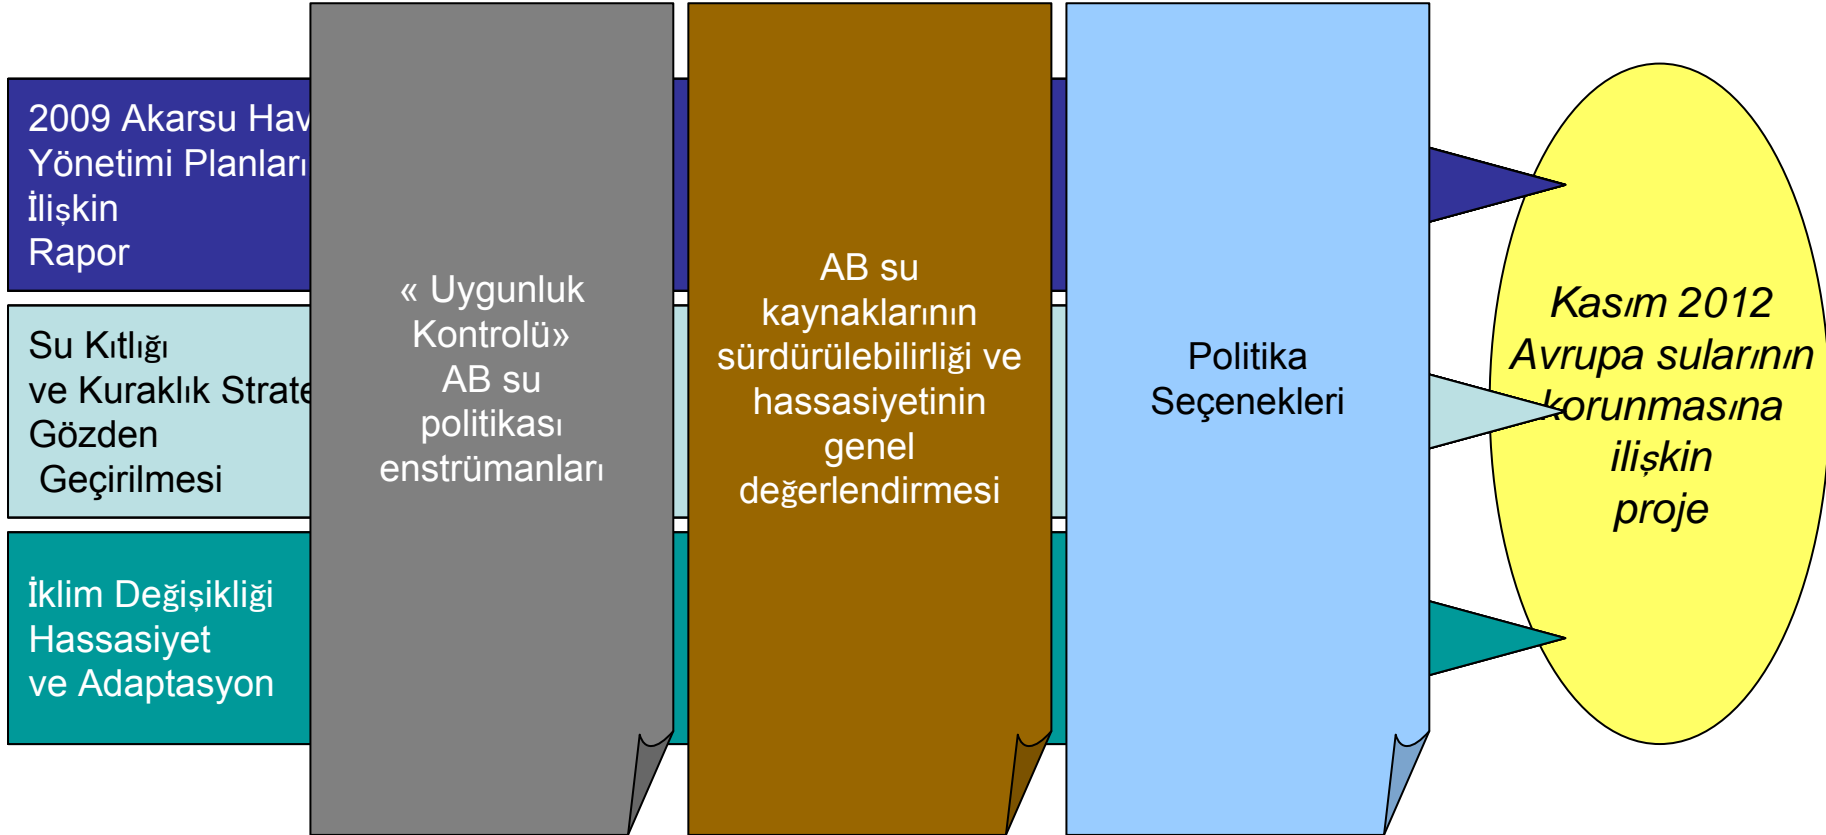 2009 Akarsu Hav
Yönetimi Planları
İlişkin
Rapor
Su Kıtlığı
ve Kuraklık Strate
Gözden
Geçirilmesi
İklim Değişikliği
Hassasiyet
ve Adaptasyon
« Uygunluk
Kontrolü»
AB su
politikası
enstrümanları
AB su
kaynaklarının
sürdürülebilirliği ve
hassasiyetinin
genel
değerlendirmesi
Politika
Seçenekleri
Kasım 2012
Avrupa sularının
korunmasına
ilişkin
proje